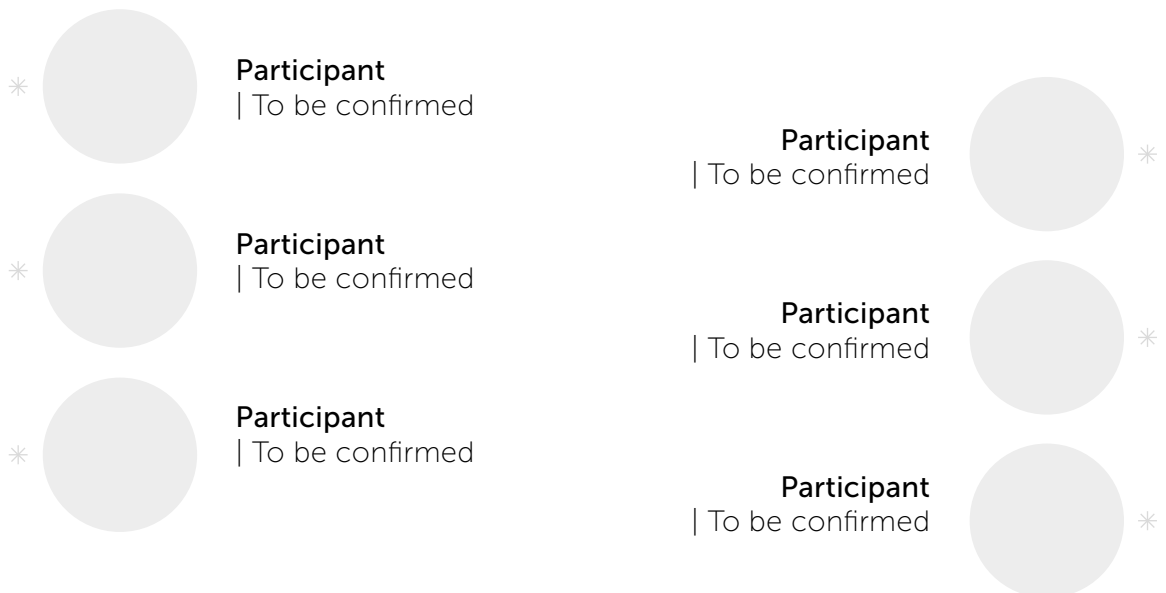 Participant
| To be confirmed
Participant
| To be confirmed
Participant
| To be confirmed
Participant
| To be confirmed
Participant
| To be confirmed
Participant
| To be confirmed